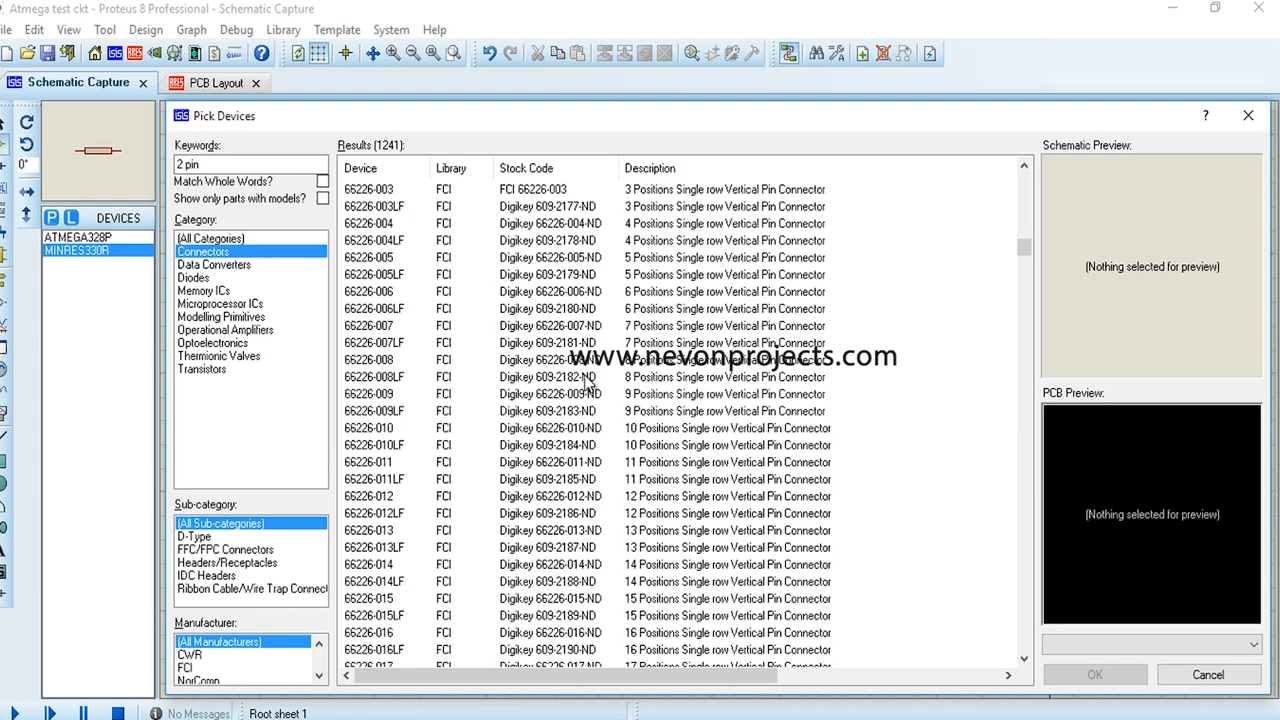 Atmega test ckt - Proteus 8 Professional - Schematic Capture
ile Edit View Tool Design Graph Debug Library Template System Help
Schematic Capture PCB Layout
Pick Devices
Keywords:
2 pin
Match Whole Words?
Show only parts with models?
Category:
(All Categories)
Connectors
Data Converters
Diodes
Memory ICs
Microprocessor ICs
Modelling Primitives
Operational Amplifiers
Optoelectronics
Thermionic Valves
Transistors
Sub-category:
(All Sub-categories)
D-Type
FFC/FPC Connectors
Headers/Receptacles
IDC Headers
Ribbon Cable/Wire Trap Connect
Manufacturer:
(All Manufacturers)
CWR
FCI
NorComp
0°
P L DEVICES
ATMEGA328P
MINRES330R
Results (1241):
Device Library Stock Code Description
66226-003 FCI FCI 66226-003 3 Positions Single row Vertical Pin Connector
66226-003LF FCI Digikey 609-2177-ND 3 Positions Single row Vertical Pin Connector
66226-004 FCI Digikey 66226-004-ND 4 Positions Single row Vertical Pin Connector
66226-004LF FCI Digikey 609-2178-ND 4 Positions Single row Vertical Pin Connector
66226-005 FCI Digikey 66226-005-ND 5 Positions Single row Vertical Pin Connector
66226-005LF FCI Digikey 609-2179-ND 5 Positions Single row Vertical Pin Connector
66226-006 FCI Digikey 66226-006-ND 6 Positions Single row Vertical Pin Connector
66226-006LF FCI Digikey 609-2180-ND 6 Positions Single row Vertical Pin Connector
66226-007 FCI Digikey 66226-007-ND 7 Positions Single row Vertical Pin Connector
66226-007LF FCI Digikey 609-2181-ND 7 Positions Single row Vertical Pin Connector
www.nevonprojects.com
66226-008 FCI Digikey Positions Single row Vertical Pin Connector
66226-008LF FCI Digikey 609-2182-ND 8 Positions Single row Vertical Pin Connector
66226-009 FCI Digikey 66226-009-ND 9 Positions Single row Vertical Pin Connector
66226-009LF FCI Digikey 609-2183-ND 9 Positions Single row Vertical Pin Connector
66226-010 FCI Digikey 66226-010-ND 10 Positions Single row Vertical Pin Connector
66226-010LF FCI Digikey 609-2184-ND 10 Positions Single row Vertical Pin Connector
66226-011 FCI Digikey 66226-011-ND 11 Positions Single row Vertical Pin Connector
66226-011LF FCI Digikey 609-2185-ND 11 Positions Single row Vertical Pin Connector
66226-012 FCI Digikey 66226-012-ND 12 Positions Single row Vertical Pin Connector
66226-012LF FCI Digikey 609-2186-ND 12 Positions Single row Vertical Pin Connector
66226-013 FCI Digikey 66226-013-ND 13 Positions Single row Vertical Pin Connector
66226-013LF FCI Digikey 609-2187-ND 13 Positions Single row Vertical Pin Connector
66226-014 FCI Digikey 66226-014-ND 14 Positions Single row Vertical Pin Connector
66226-014LF FCI Digikey 609-2188-ND 14 Positions Single row Vertical Pin Connector
66226-015 FCI Digikey 66226-015-ND 15 Positions Single row Vertical Pin Connector
66226-015LF FCI Digikey 609-2189-ND 15 Positions Single row Vertical Pin Connector
66226-016 FCI Digikey 66226-016-ND 16 Positions Single row Vertical Pin Connector
66226-016LF FCI Digikey 609-2190-ND 16 Positions Single row Vertical Pin Connector
66226-017 FCI Digikey 66226-017-ND 17 Positions Single row Vertical Pin Connector
Schematic Preview:
(Nothing selected for preview)
PCB Preview:
(Nothing selected for preview)
OK Cancel
No Messages Root sheet 1